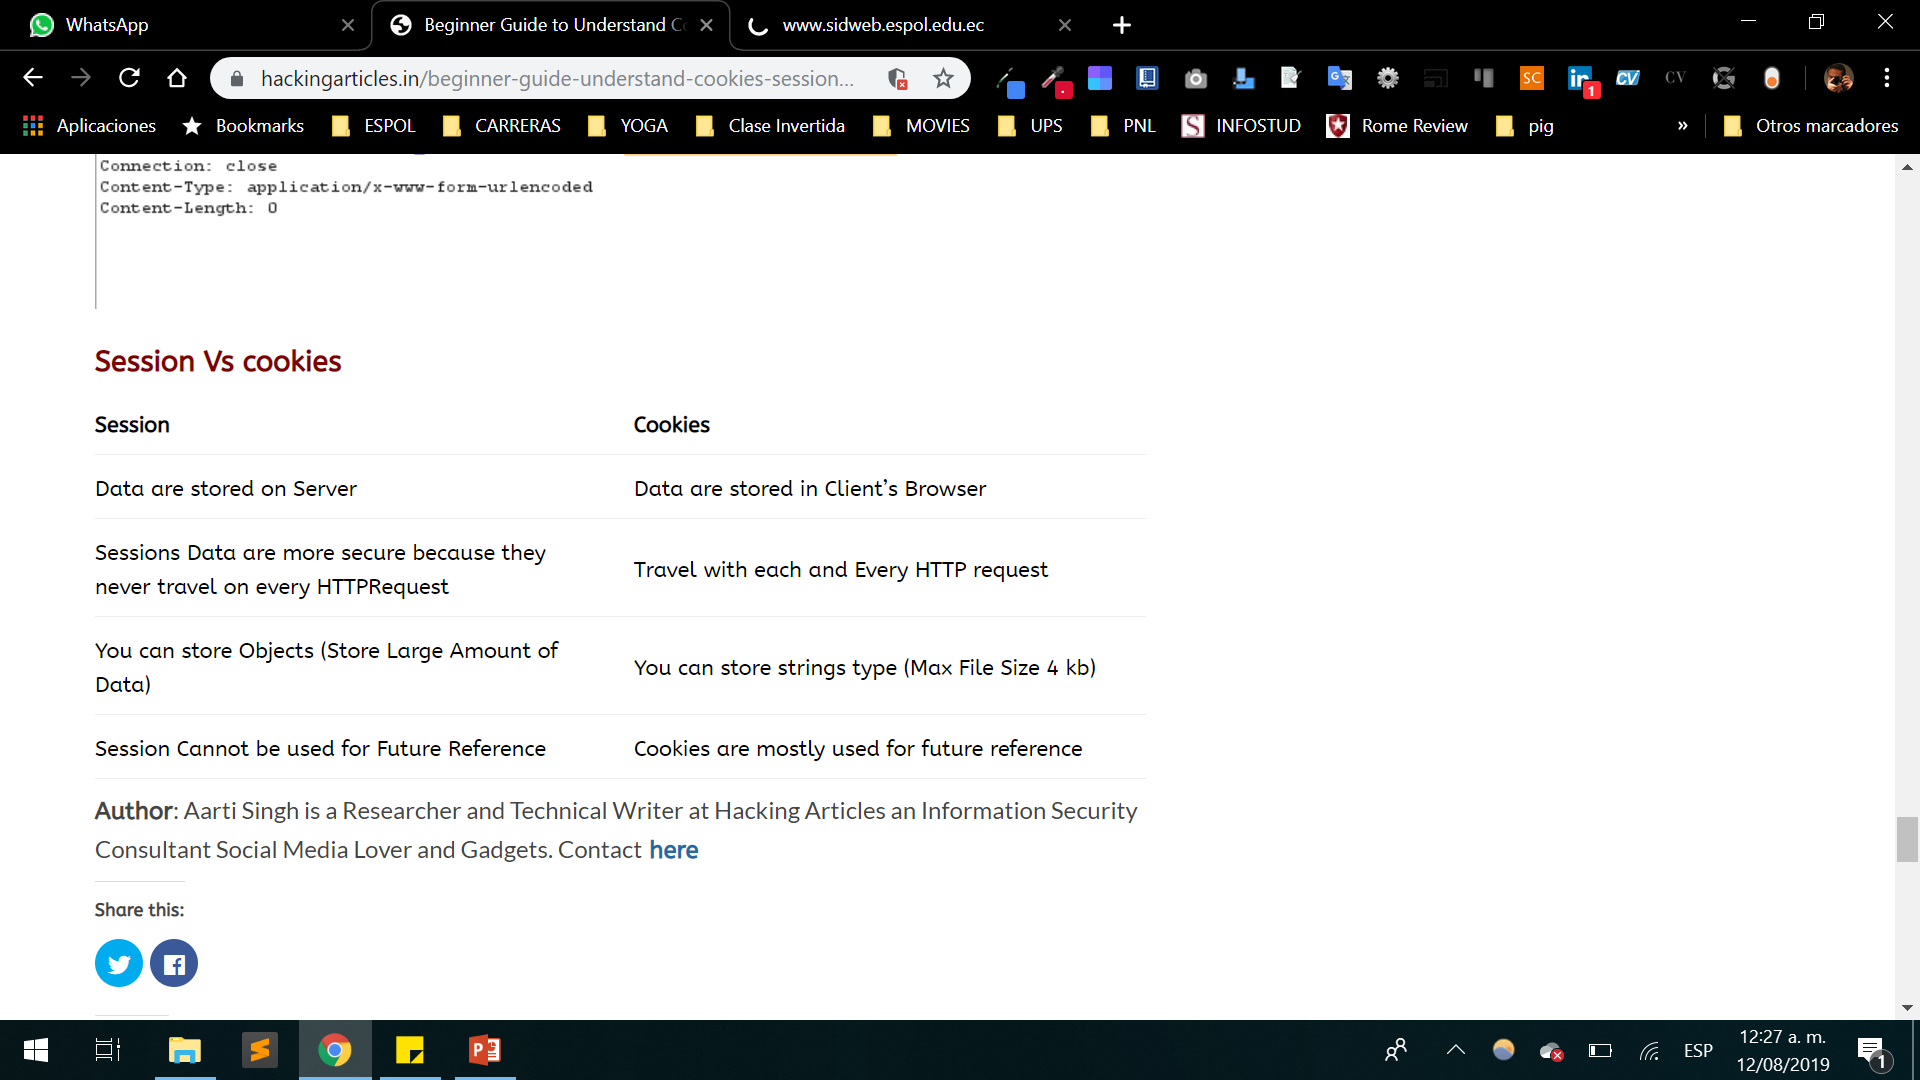 WhatsApp
Beginner Guide to Understand C
www.sidweb.espol.edu.ec
hackingarticles.in/beginner-guide-understand-cookies-session...
SC
in
1
CV
CV
Aplicaciones
Bookmarks
ESPOL
CARRERAS
YOGA
Clase Invertida
MOVIES
UPS
PNL
S
INFOSTUD
Rome Review
pig
»
Otros marcadores
Connection: close
Content-Type: application/x-www-form-urlencoded
Content-Length: 0
Session Vs cookies
Session
Cookies
Data are stored on Server
Data are stored in Client’s Browser
Sessions Data are more secure because they
never travel on every HTTPRequest
Travel with each and Every HTTP request
You can store Objects (Store Large Amount of
Data)
You can store strings type (Max File Size 4 kb)
Session Cannot be used for Future Reference
Cookies are mostly used for future reference
Author: Aarti Singh is a Researcher and Technical Writer at Hacking Articles an Information Security
Consultant Social Media Lover and Gadgets. Contact here
Share this:
ESP
12:27 a. m.
12/08/2019
1